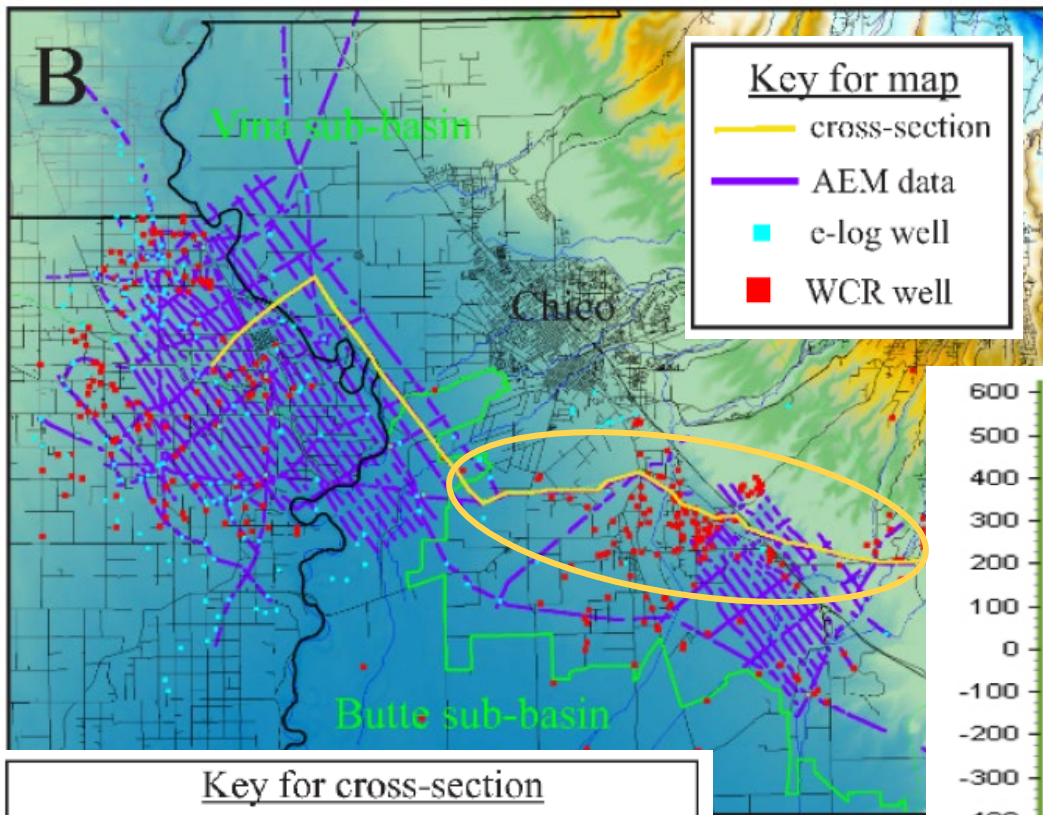 B
Vina sub-basin
Key for map
cross-section
AEM data
e-log well
WCR well
Chico
Butte sub-basin
Key for cross-section
600
500
400
300
200
100
0
-100
-200
-300